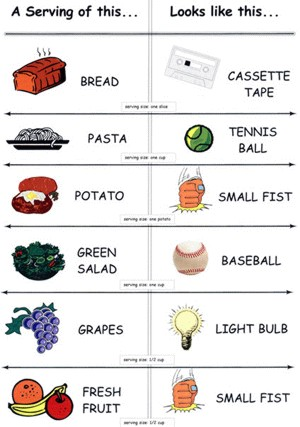 A Serving of this... Looks like this...
BREAD
CASSETTE
TAPE
serving size: one slice
PASTA
TENNIS
BALL
serving size: one cup
POTATO
SMALL FIST
serving size: one potato
GREEN
SALAD
BASEBALL
serving size: one cup
GRAPES
LIGHT BULB
serving size: 1/2 cup
FRESH
FRUIT
SMALL FIST
serving size: 1/2 cup